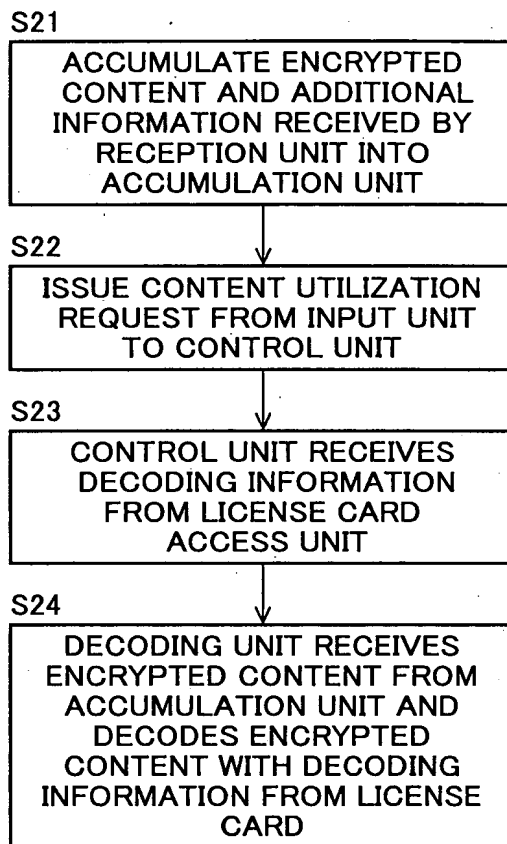 S21
ACCUMULATE ENCRYPTED
CONTENT AND ADDITIONAL
INFORMATION RECEIVED BY
RECEPTION UNIT INTO
ACCUMULATION UNIT
S22
ISSUE CONTENT UTILIZATION
REQUEST FROM INPUT UNIT
TO CONTROL UNIT
S23
CONTROL UNIT RECEIVES
DECODING INFORMATION
FROM LICENSE CARD
ACCESS UNIT
S24
DECODING UNIT RECEIVES
ENCRYPTED CONTENT FROM
ACCUMULATION UNIT AND
DECODES ENCRYPTED
CONTENT WITH DECODING
INFORMATION FROM LICENSE
CARD